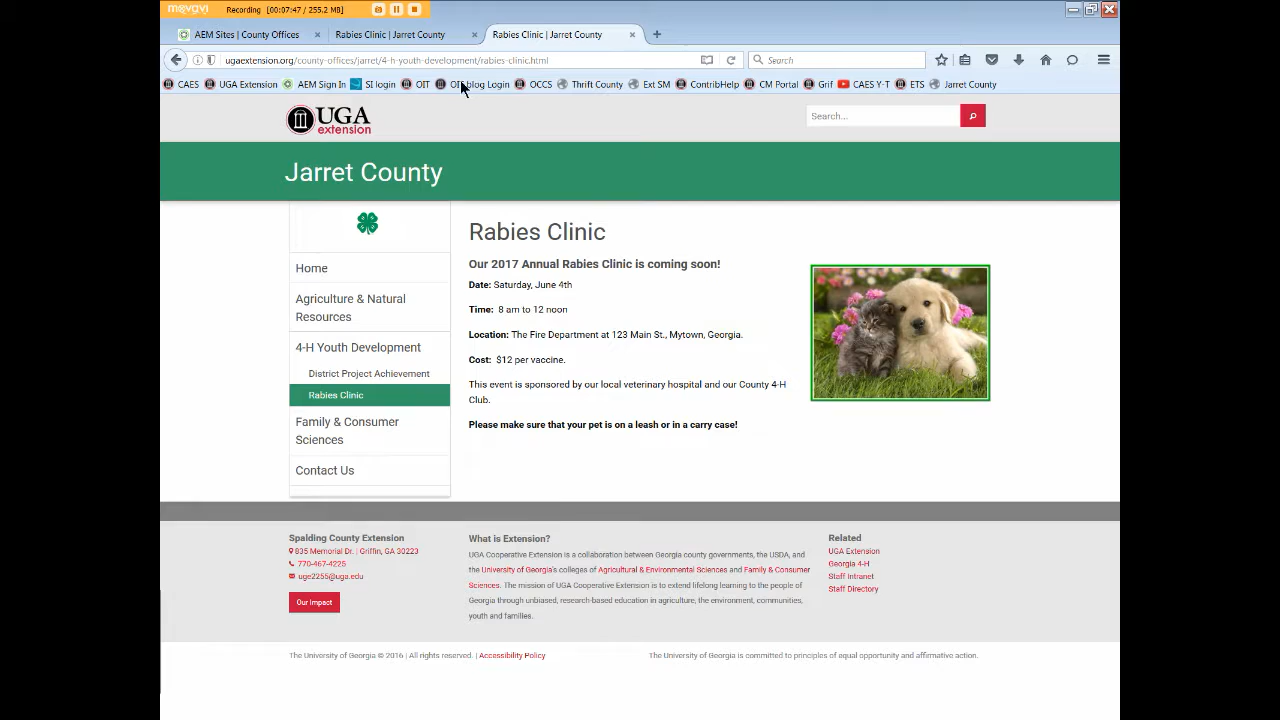 movavi Recording [00:07:47 / 255.2 MB]
AEM Sites | County Offices × Rabies Clinic | Jarret County × Rabies Clinic | Jarret County ×
ugaextension.org/county-offices/jarret/4-h-youth-development/rabies-clinic.html Search
CAES UGA Extension AEM Sign In SI login OIT blog Login OCCS Thrift County Ext SM ContribHelp CM Portal Grif CAES Y-T ETS Jarret County
UGA
extension
Search...
Jarret County
Home
Agriculture & Natural
Resources
4-H Youth Development
District Project Achievement
Rabies Clinic
Family & Consumer
Sciences
Contact Us
Rabies Clinic
Our 2017 Annual Rabies Clinic is coming soon!
Date: Saturday, June 4th
Time: 8 am to 12 noon
Location: The Fire Department at 123 Main St., Mytown, Georgia.
Cost: $12 per vaccine.
This event is sponsored by our local veterinary hospital and our County 4-H
Club.
Please make sure that your pet is on a leash or in a carry case!
Spalding County Extension
835 Memorial Dr. | Griffin, GA 30223
770-467-4225
uge2255@uga.edu
Our Impact
What is Extension?
UGA Cooperative Extension is a collaboration between Georgia county governments, the USDA, and
the University of Georgia's colleges of Agricultural & Environmental Sciences and Family & Consumer
Sciences. The mission of UGA Cooperative Extension is to extend lifelong learning to the people of
Georgia through unbiased, research-based education in agriculture, the environment, communities,
youth and families.
Related
UGA Extension
Georgia 4-H
Staff Intranet
Staff Directory
The University of Georgia © 2016 | All rights reserved. | Accessibility Policy
The University of Georgia is committed to principles of equal opportunity and affirmative action.